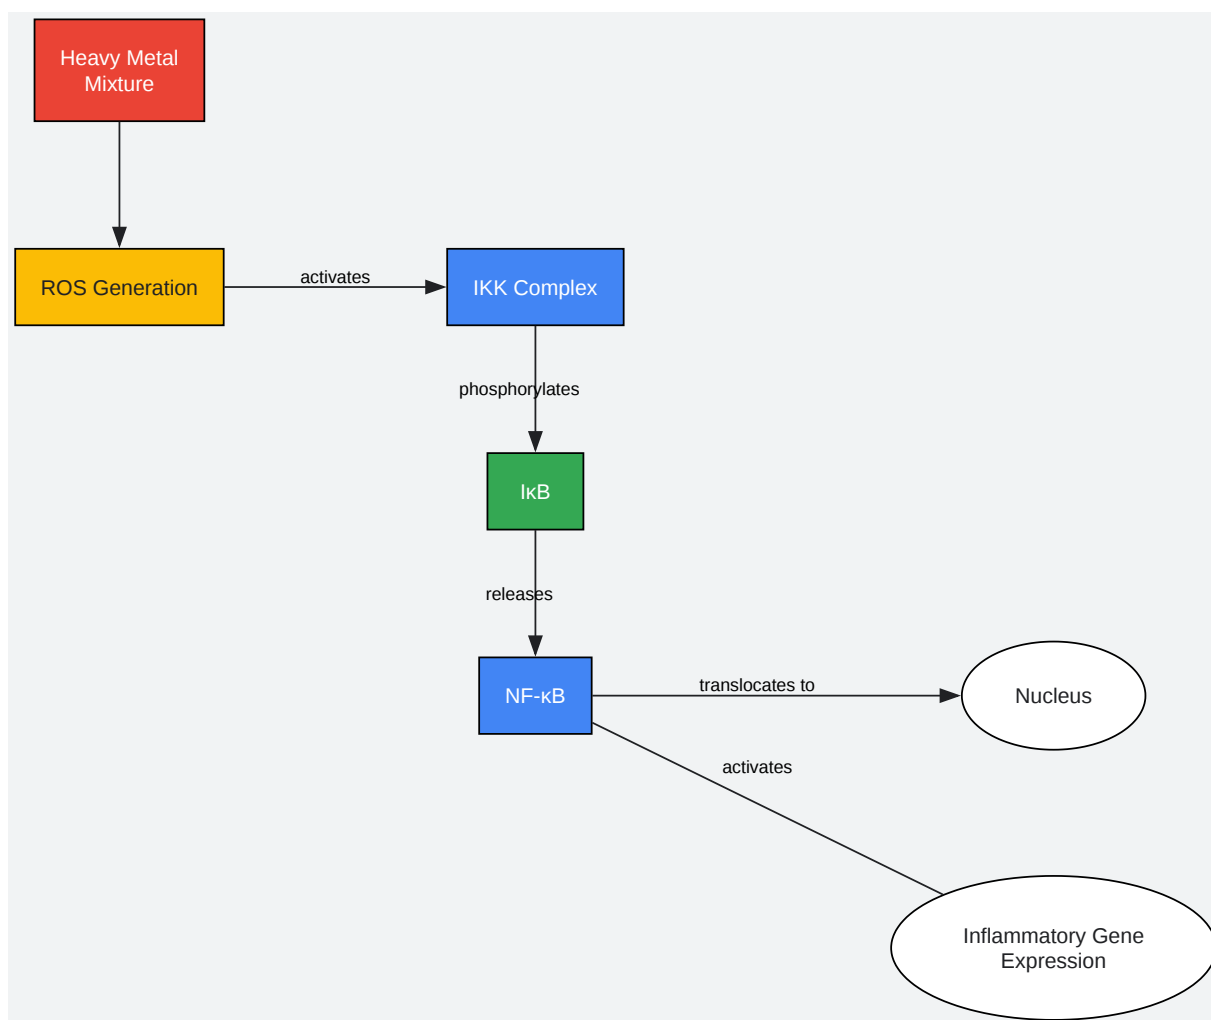 Heavy Metal
Mixture
ROS Generation
activates
IKK Complex
phosphorylates
IκB
releases
NF-κB
translocates to
Nucleus
activates
Inflammatory Gene
Expression